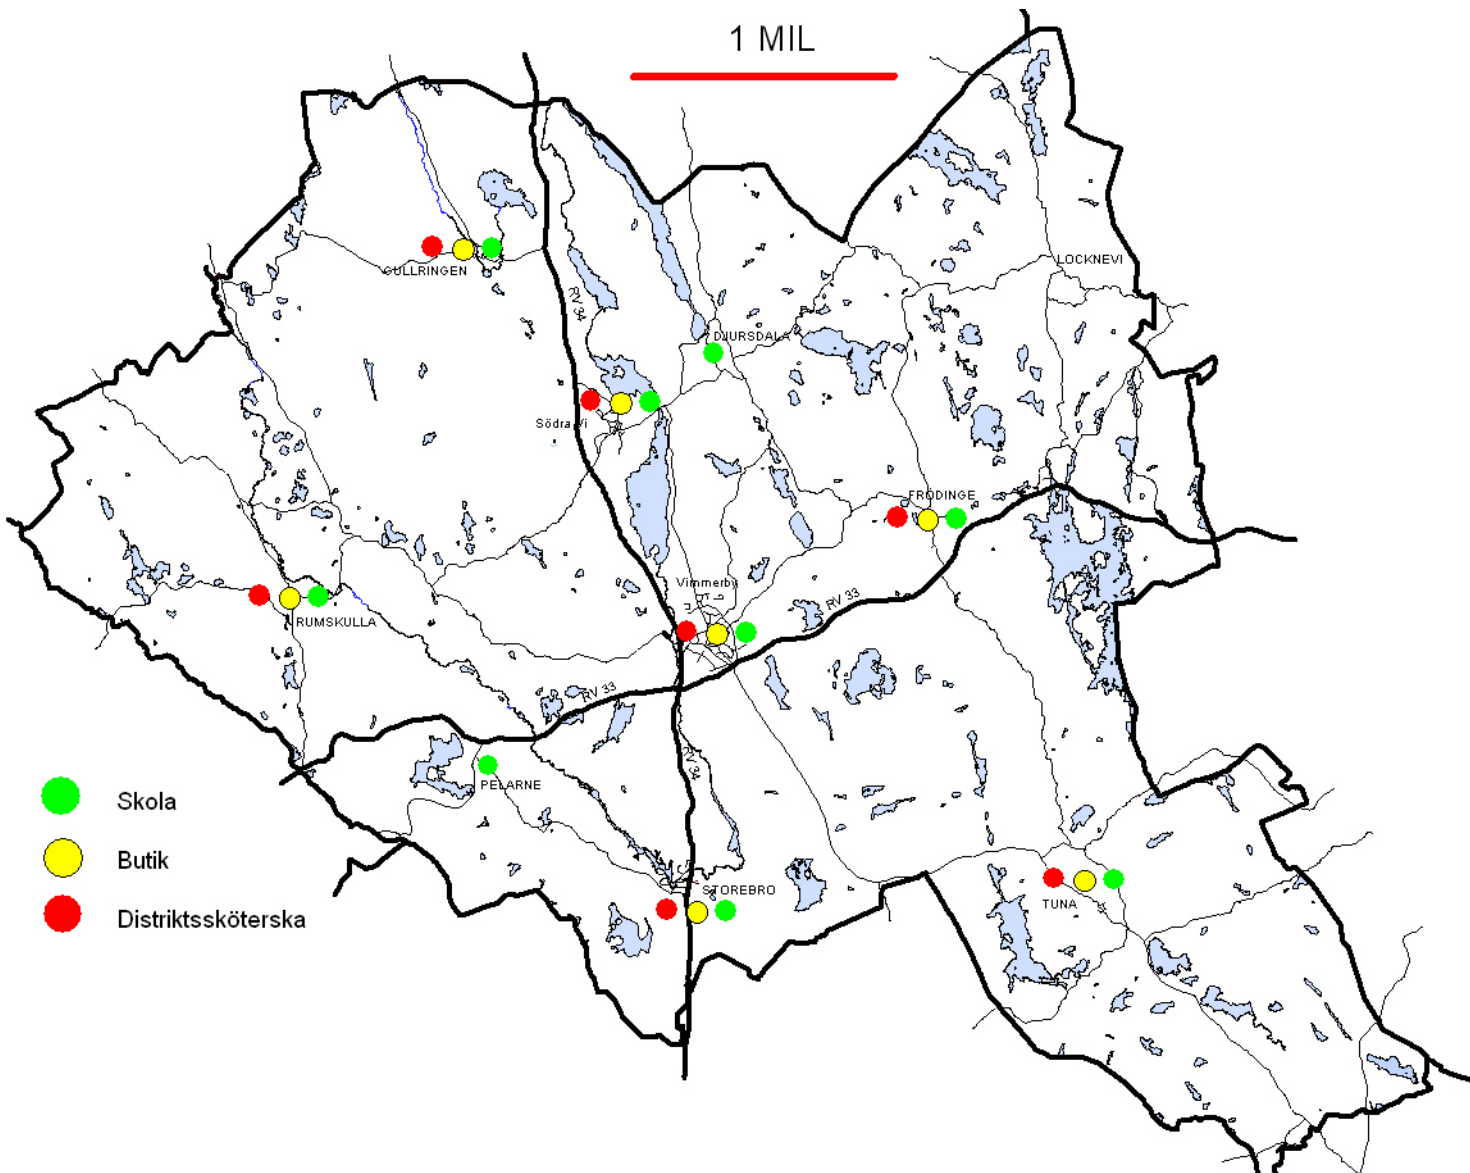 1 MIL
LOCKNEVI
GULLRINGEN
RV 34
DJURSDALA
Södra Vi
FRÖDINGE
Vimmerby
RV 33
RUMSKULLA
RV 33
RV 34
PELARNE
Skola
Butik
STOREBRO
TUNA
Distriktssköterska